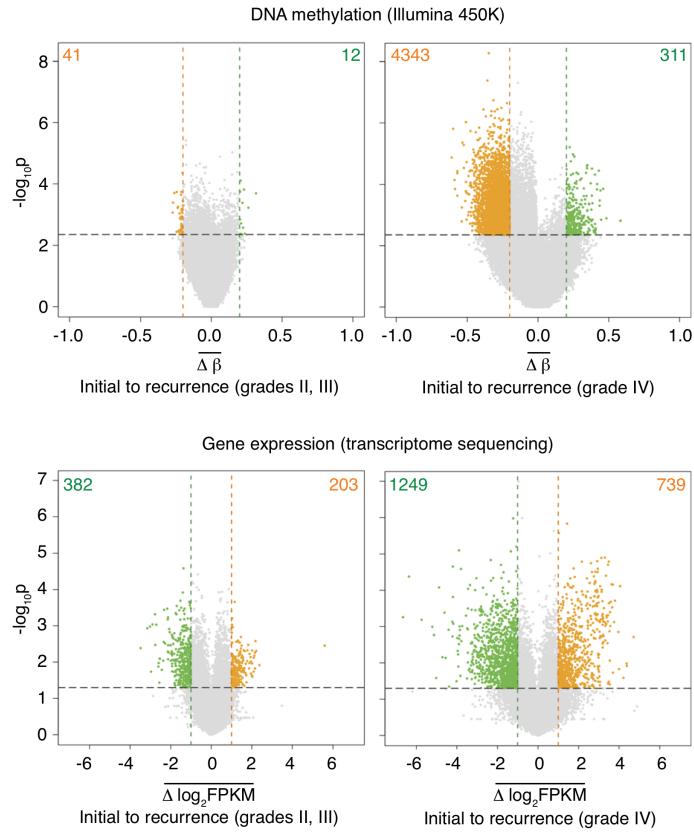 DNA methylation (Illumina 450K)
41 12 4343 311
8
6
4
2
0
-log10p
-1.0 -0.5 0.0 0.5 1.0 -1.0 -0.5 0.0 0.5 1.0
Δ β Δ β
Initial to recurrence (grades II, III) Initial to recurrence (grade IV)
Gene expression (transcriptome sequencing)
382 203 1249 739
7
6
5
4
3
2
1
0
-log10p
-6 -4 -2 0 2 4 6 -6 -4 -2 0 2 4 6
Δ log2FPKM Δ log2FPKM
Initial to recurrence (grades II, III) Initial to recurrence (grade IV)